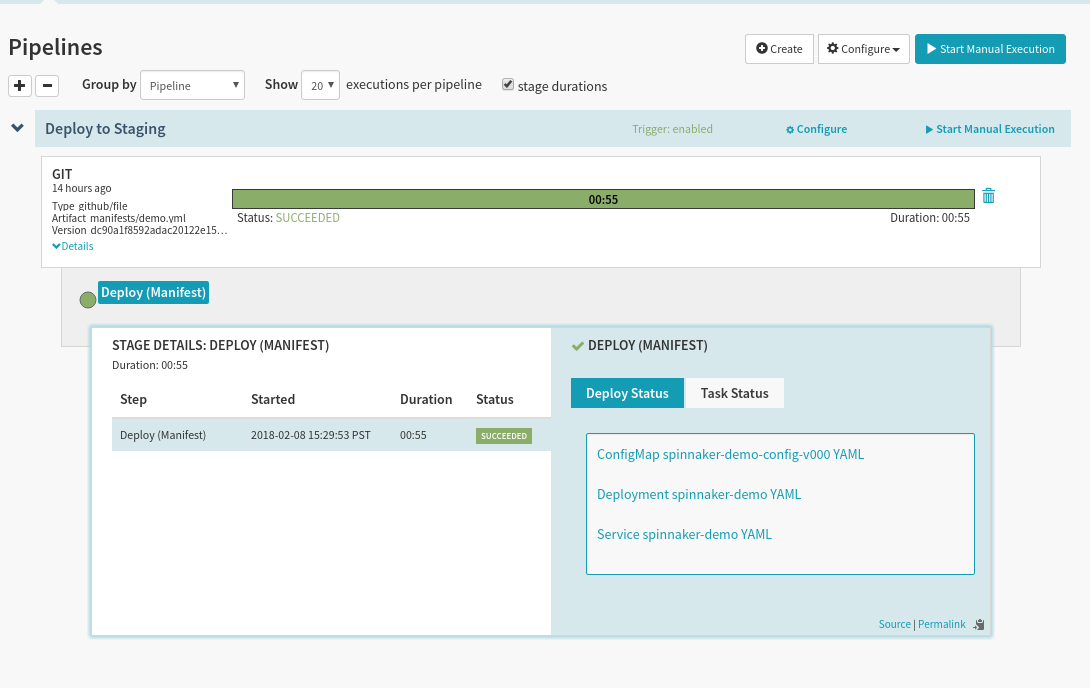 Pipelines
Create
Configure
Start Manual Execution
Group by Pipeline Show 20 executions per pipeline stage durations
Deploy to Staging Trigger: enabled Configure Start Manual Execution
GIT
14 hours ago
Type github/file
Artifact manifests/demo.yml
Version dc90a1f8592adac20122e15...
Details
00:55
Status: SUCCEEDED Duration: 00:55
Deploy (Manifest)
STAGE DETAILS: DEPLOY (MANIFEST)
Duration: 00:55
Step Started Duration Status
Deploy (Manifest) 2018-02-08 15:29:53 PST 00:55 SUCCEEDED
DEPLOY (MANIFEST)
Deploy Status Task Status
ConfigMap spinnaker-demo-config-v000 YAML
Deployment spinnaker-demo YAML
Service spinnaker-demo YAML
Source | Permalink